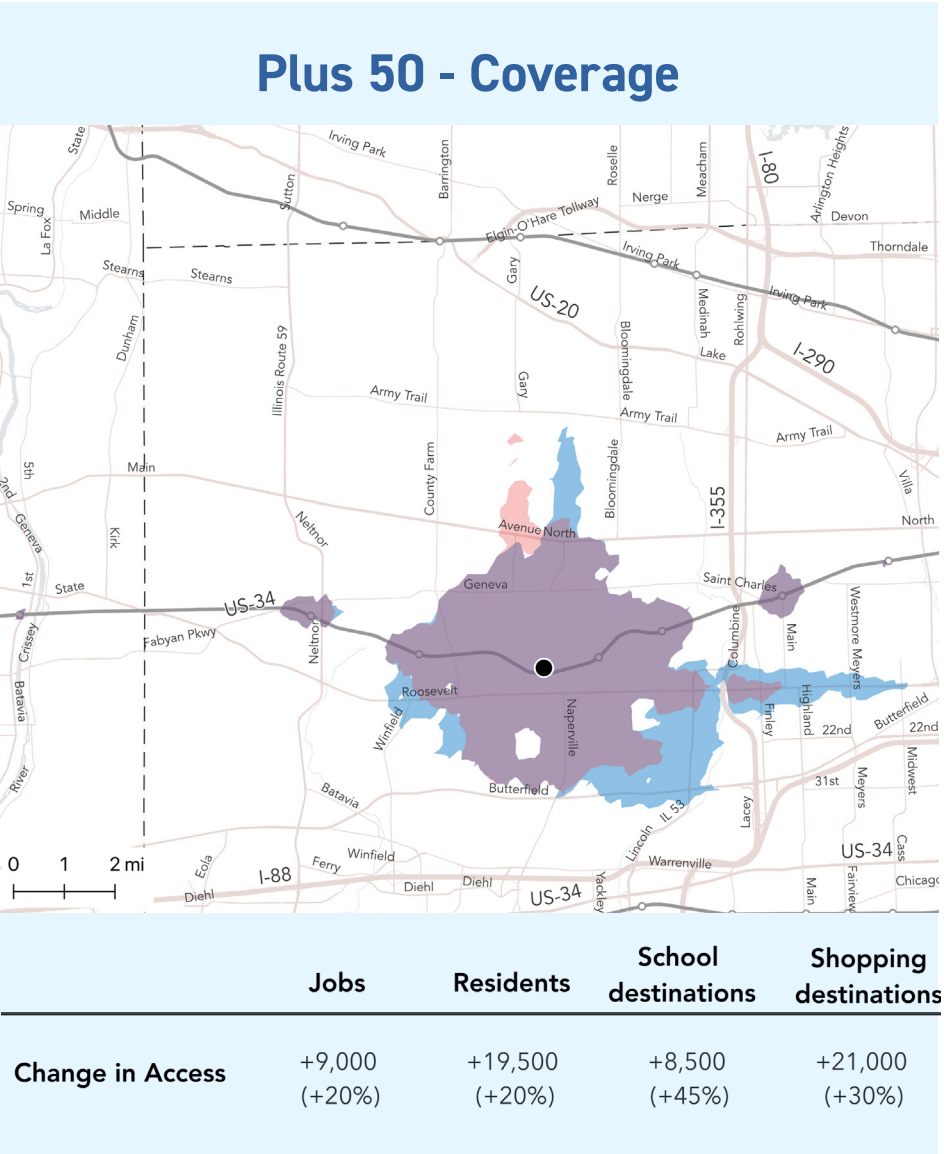 Plus 50 - Coverage
State
Irving Park
Barrington
Roselle
Meacham
I-80
Arlington Heights
Spring
La Fox
Middle
Sutton
Elgin-O'Hare Tollway
Nerge
Devon
Thorndale
Stearns
Stearns
Gary
Irving Park
Irving Park
US-20
Medinah
Rohlwing
Dunham
Illinois Route 59
Bloomingdale
Lake
I-290
Army Trail
Gary
Army Trail
Army Trail
5th
Main
County Farm
Bloomingdale
I-355
Villa
2nd
Geneva
Kirk
Neltnor
Avenue North
North
1st
State
US-34
Geneva
Saint Charles
Crissey
Fabyan Pkwy
Neltnor
Columbine
Main
Westmore Meyers
Batavia
Roosevelt
Winfield
Naperville
Finley
Highland
22nd
Butterfield
22nd
River
Batavia
Butterfield
IL 53
Lacey
31st
Meyers
Midwest
0 1 2 mi
Eola
Winfield
Ferry
Lincoln
Warrenville
US-34
Cass
I-88
Diehl
Diehl
Diehl
US-34
Yackley
Main
Fairview
Chicago
Jobs
Residents
School
destinations
Shopping
destinations
Change in Access
+9,000
(+20%)
+19,500
(+20%)
+8,500
(+45%)
+21,000
(+30%)